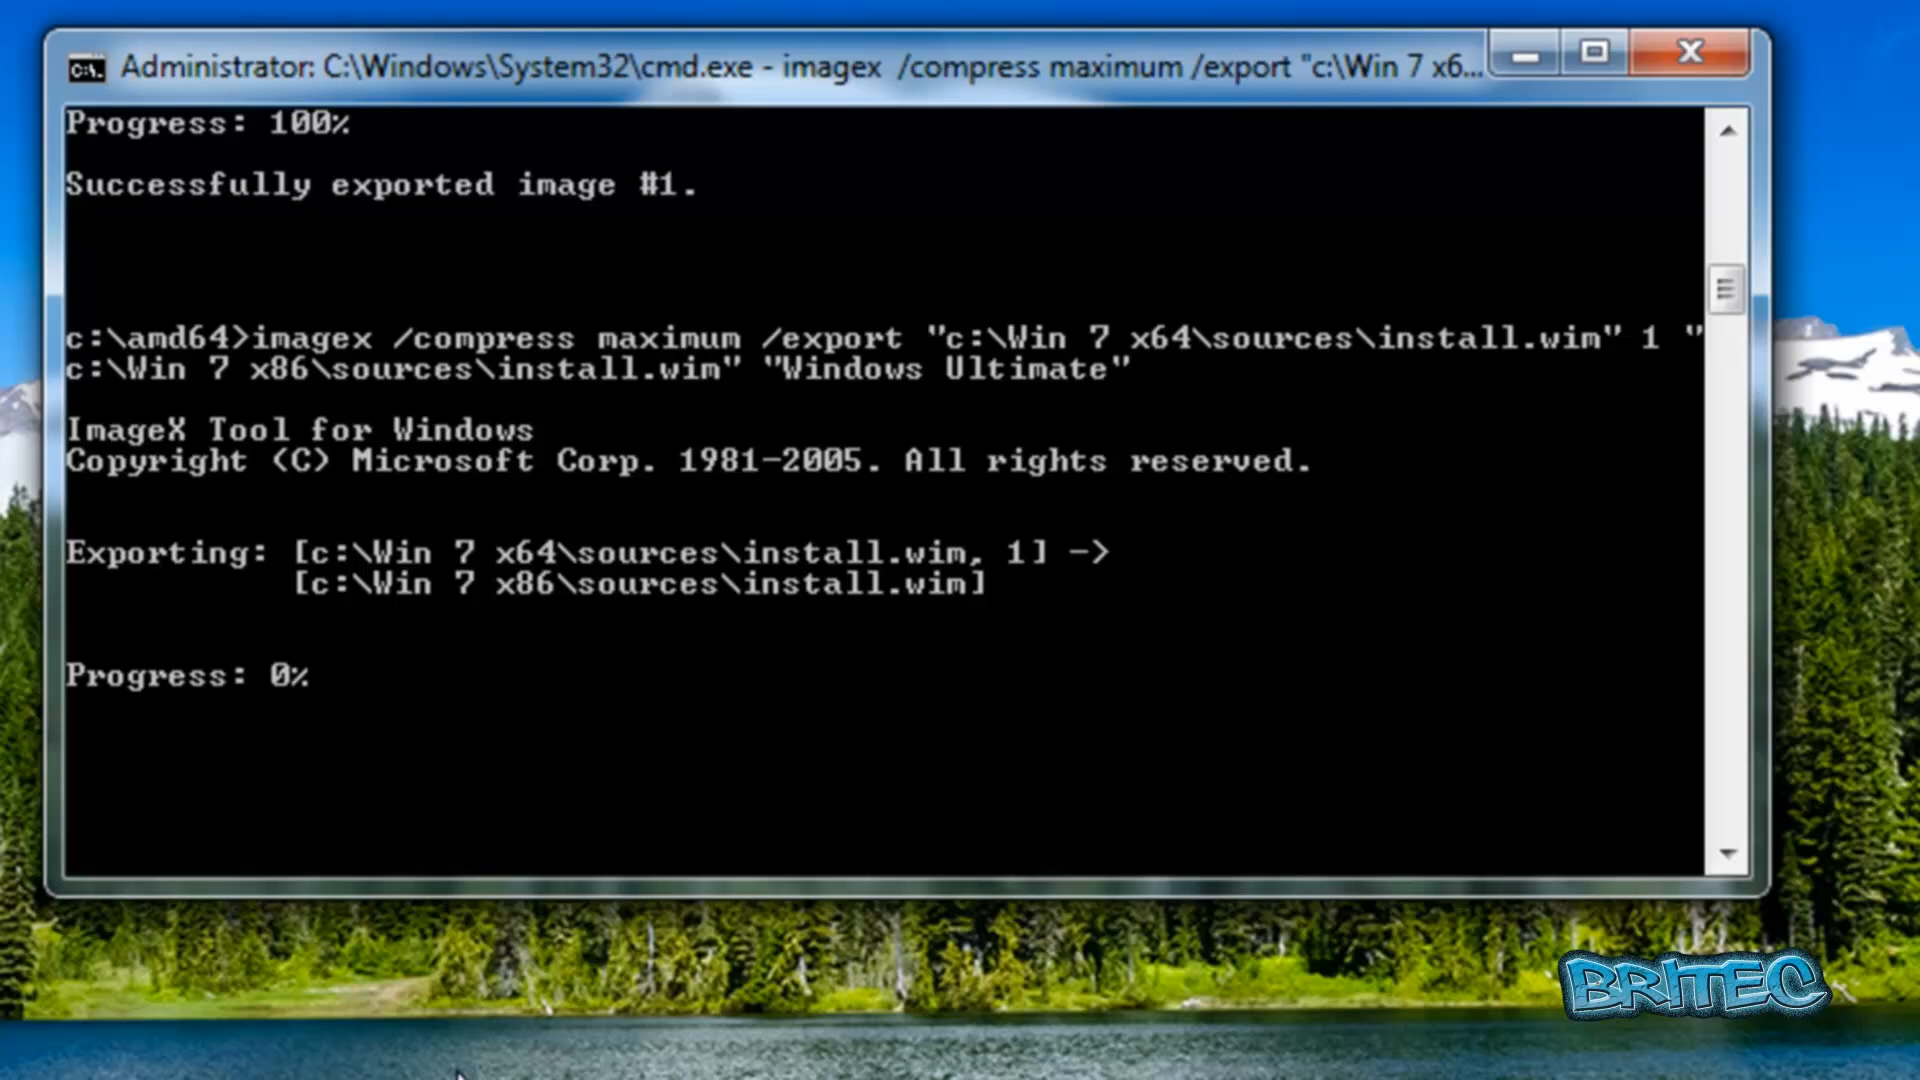 Administrator: C:\Windows\System32\cmd.exe - imagex /compress maximum /export "c:\Win 7 x6...
Progress: 100%
Successfully exported image #1.
c:\amd64>imagex /compress maximum /export "c:\Win 7 x64\sources\install.wim" 1 "
c:\Win 7 x86\sources\install.wim" "Windows Ultimate"
ImageX Tool for Windows
Copyright (C) Microsoft Corp. 1981-2005. All rights reserved.
Exporting: [c:\Win 7 x64\sources\install.wim, 1] ->
[c:\Win 7 x86\sources\install.wim]
Progress: 0%
BRITEC